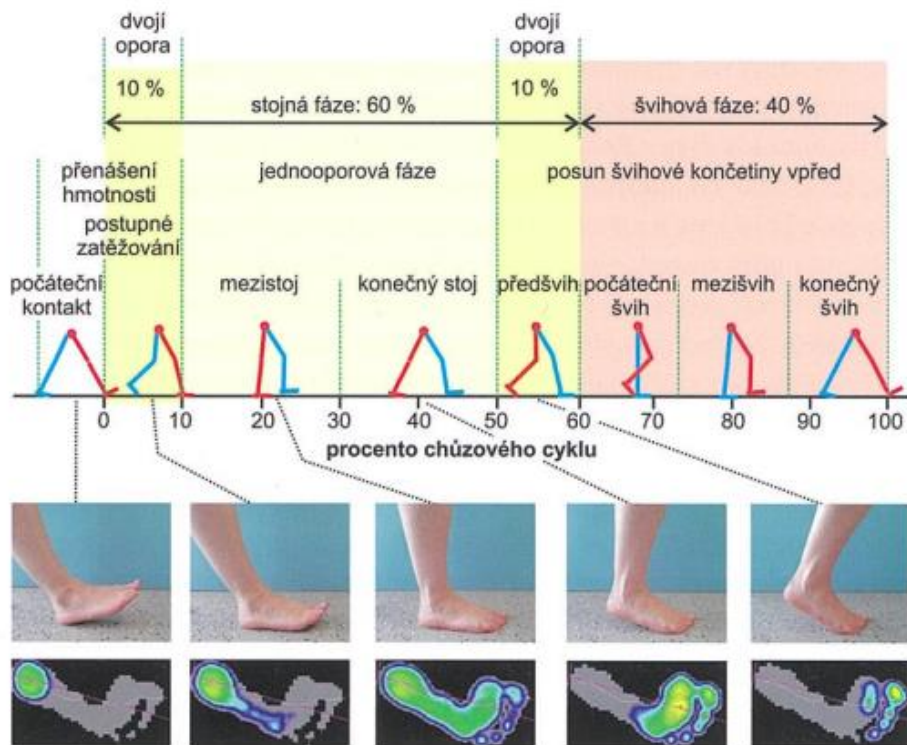 dvojí
opora
dvojí
opora
10 %
10 %
stojná fáze: 60 %
švihová fáze: 40 %
přenášení
hmotnosti
jednooporová fáze
posun švihové končetiny vpřed
postupné
zatěžování
počáteční
kontakt
mezistoj
konečný stoj
předšvih
počáteční
švih
mezišvih
konečný
švih
0 10 20 30 40 50 60 70 80 90 100
procento chůzového cyklu